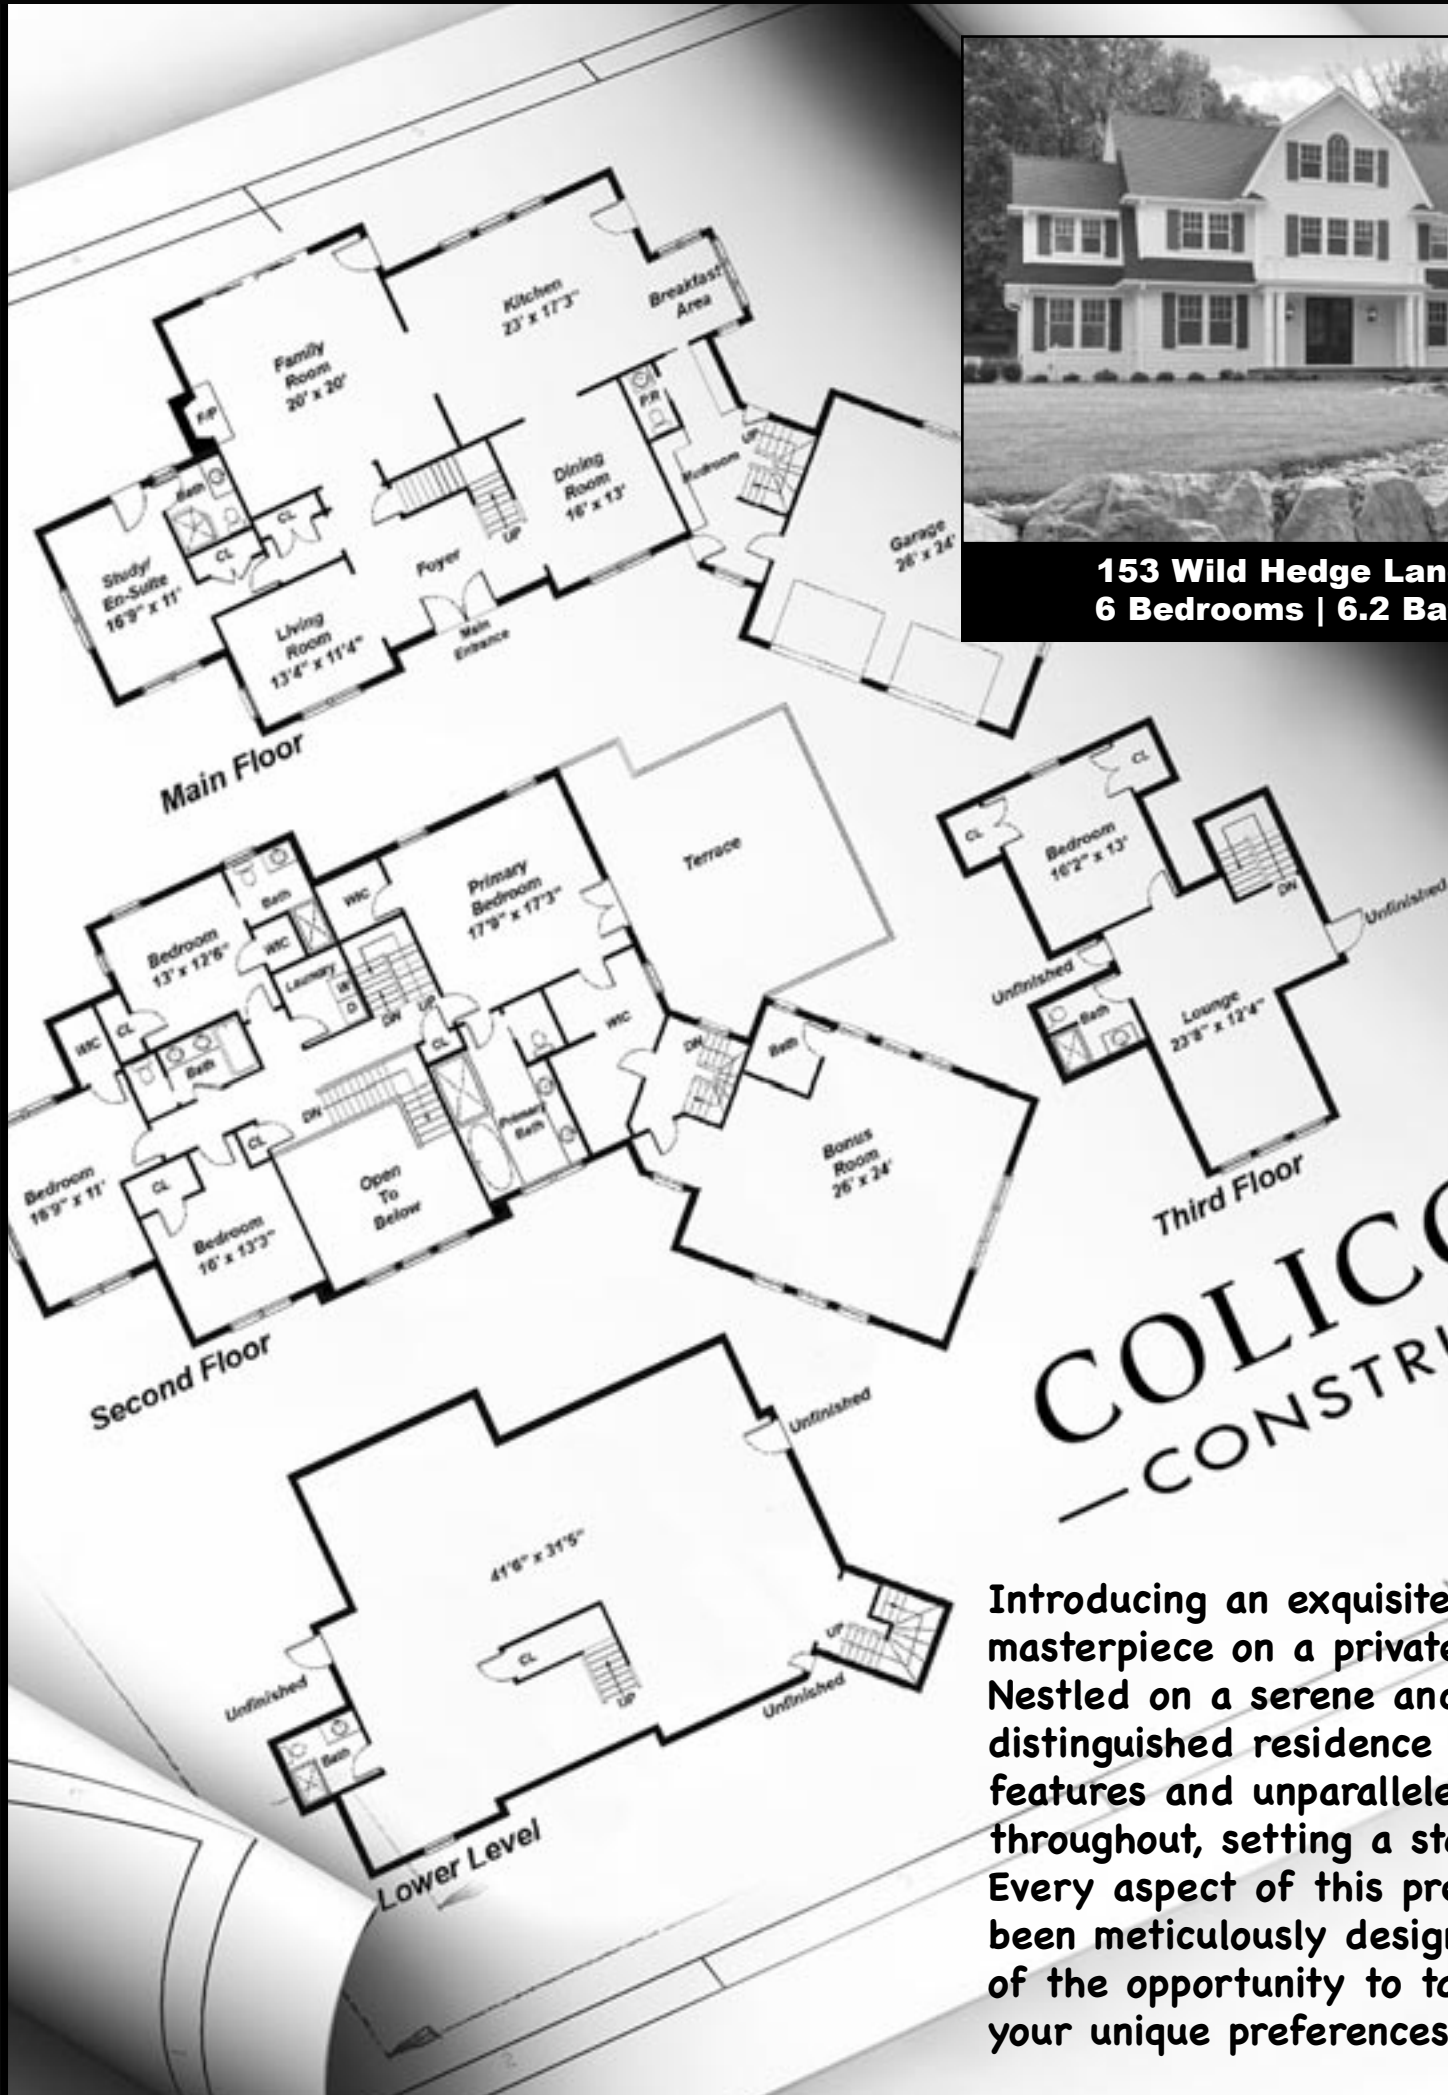 Kitchen
23' x 17'3"
Breakfast
Area
Family
Room
20' x 20'
F/P
P.R
UP
Mudroom
Dining
Room
16' x 13'
Garage
26' x 24'
Bath
CL
CL
UP
Foyer
Study/
En-Suite
16'9" x 11'
Living
Room
13'4" x 11'4"
Main
Entrance
Main Floor
153 Wild Hedge Lan
6 Bedrooms | 6.2 Ba
Terrace
Primary
Bedroom
17'9" x 17'3"
WIC
Bath
Bedroom
13' x 12'6"
WIC
Laundry
W
D
UP
DN
CL
WIC
CL
WIC
Bath
DN
Bath
DN
CL
Primary
Bath
Bedroom
16'9" x 11'
CL
Open
To
Below
Bonus
Room
26' x 24'
Bedroom
16' x 13'3"
Second Floor
CL
CL
Bedroom
16'2" x 13'
DN
Unfinished
Unfinished
Bath
Lounge
23'8" x 12'4"
Third Floor
COLICO
CONSTR
Unfinished
41'6" x 31'5"
CL
UP
UP
Unfinished
Unfinished
Bath
Lower Level
Introducing an exquisite
masterpiece on a private
Nestled on a serene and
distinguished residence
features and unparallele
throughout, setting a sta
Every aspect of this pre
been meticulously design
of the opportunity to ta
your unique preferences